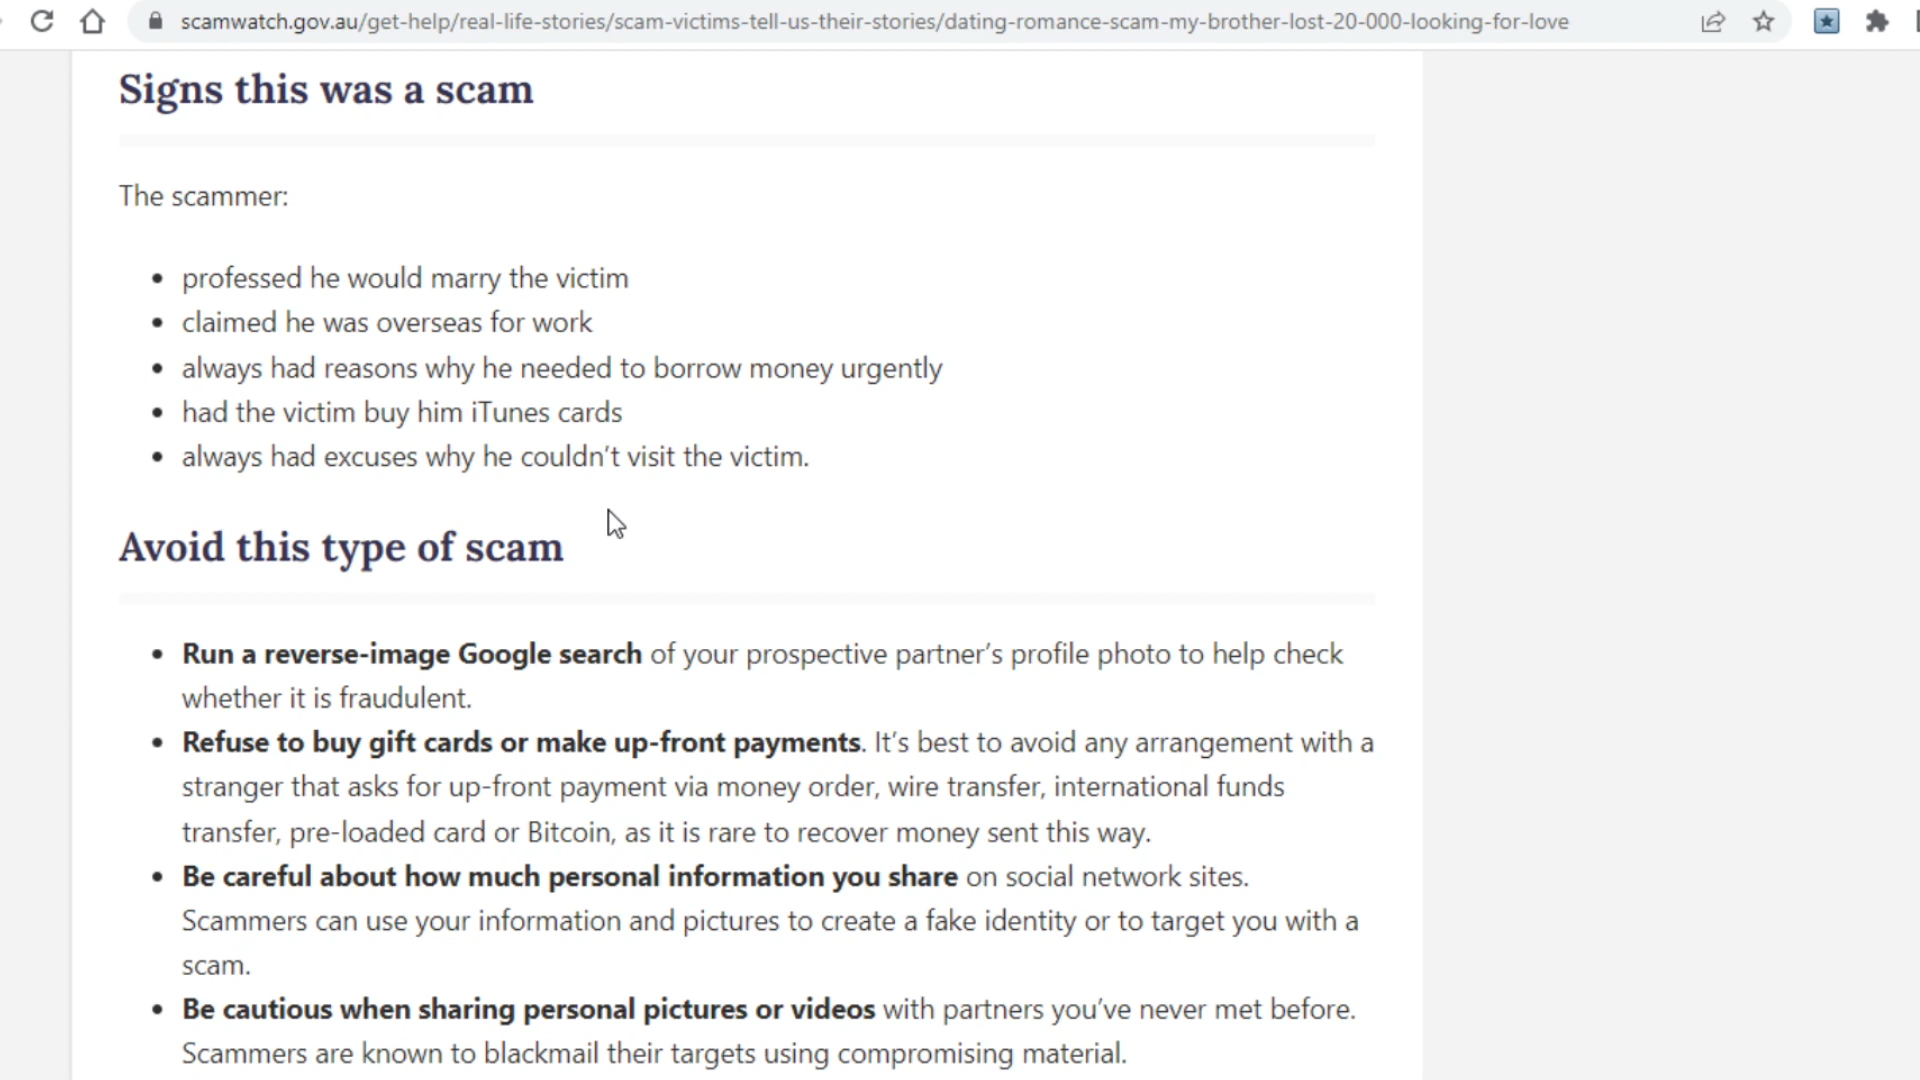 scamwatch.gov.au/get-help/real-life-stories/scam-victims-tell-us-their-stories/dating-romance-scam-my-brother-lost-20-000-looking-for-love
Signs this was a scam
The scammer:
• professed he would marry the victim
• claimed he was overseas for work
• always had reasons why he needed to borrow money urgently
• had the victim buy him iTunes cards
• always had excuses why he couldn’t visit the victim.
Avoid this type of scam
• Run a reverse-image Google search of your prospective partner’s profile photo to help check
whether it is fraudulent.
• Refuse to buy gift cards or make up-front payments. It’s best to avoid any arrangement with a
stranger that asks for up-front payment via money order, wire transfer, international funds
transfer, pre-loaded card or Bitcoin, as it is rare to recover money sent this way.
• Be careful about how much personal information you share on social network sites.
Scammers can use your information and pictures to create a fake identity or to target you with a
scam.
• Be cautious when sharing personal pictures or videos with partners you’ve never met before.
Scammers are known to blackmail their targets using compromising material.